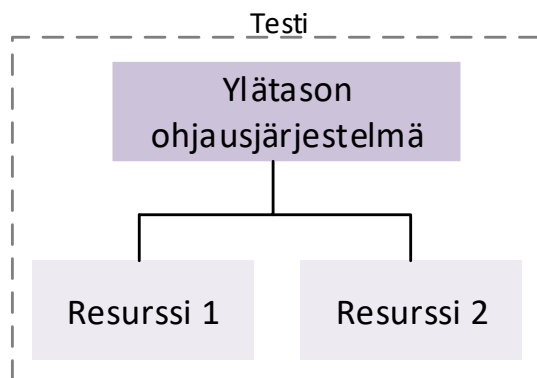 Testi
Ylätason
ohjausjärjestelmä
Resurssi 1
Resurssi 2